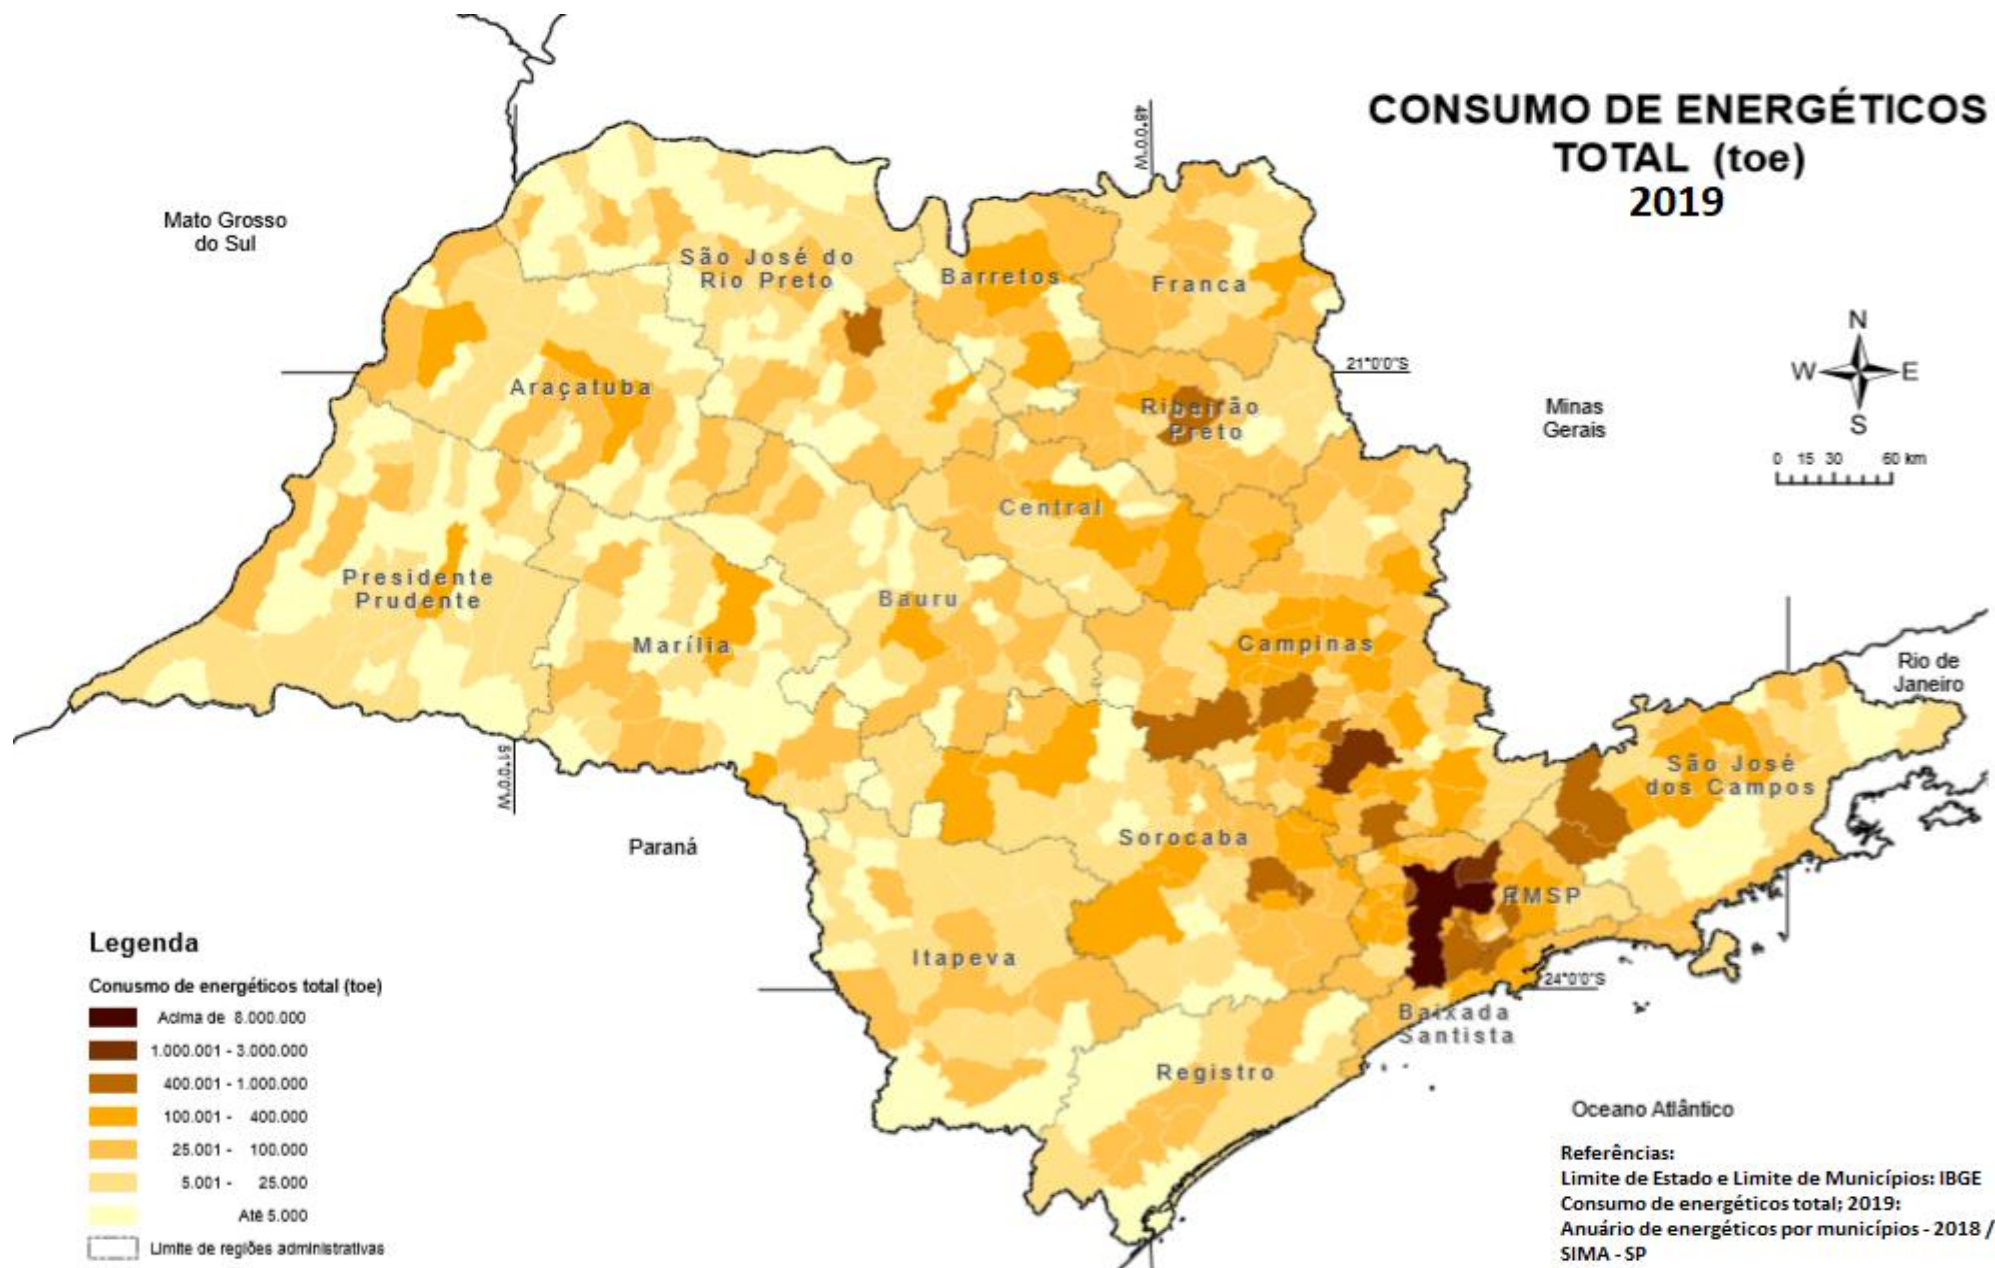 CONSUMO DE ENERGÉTICOS
TOTAL (toe)
2019
48°0'0"W
Mato Grosso
do Sul
São José do
Rio Preto
Barretos
Franca
N
W
E
S
21°0'0"S
Araçatuba
Ribeirão
Preto
Minas
Gerais
0 15 30 60 km
Central
Presidente
Prudente
Bauru
Marília
Campinas
Rio de
Janeiro
51°0'0"W
São José
dos Campos
Paraná
Sorocaba
RMSP
Itapeva
24°0'0"S
Baixada
Santista
Registro
Oceano Atlântico
Legenda
Conusmo de energéticos total (toe)
Acima de 8.000.000
1.000.001 - 3.000.000
400.001 - 1.000.000
100.001 - 400.000
25.001 - 100.000
5.001 - 25.000
Até 5.000
Limite de regiões administrativas
Referências:
Limite de Estado e Limite de Municípios: IBGE
Consumo de energéticos total; 2019:
Anuário de energéticos por municípios - 2018 /
SIMA - SP